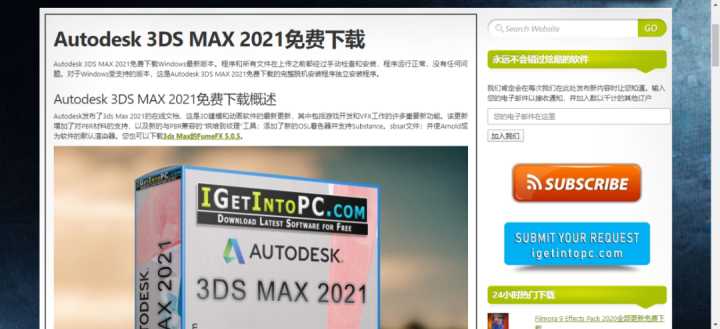 Autodesk 3DS MAX 2021免费下载
Autodesk 3DS MAX 2021免费下载Windows最新版本。程序和所有文件在上传之前都经过手动检查和安装，程序运行正常，没有任何问题。对于Windows受支持的版本，这是Autodesk 3DS MAX 2021免费下载的完整脱机安装程序独立安装程序。
Autodesk 3DS MAX 2021免费下载概述
Autodesk发布了3ds Max 2021的在线文档，这是3D建模和动画软件的最新更新，其中包括游戏开发和VFX工作的许多重要新功能。该更新
增加了对PBR材料的支持，以及新的与PBR兼容的“烘焙到纹理”工具；添加了新的OSL着色器并支持Substance。sbsar文件；并使Arnold成
为软件的默认渲染器。您也可以下载3ds Max的FumeFX 5.0.5。
IGetIntoPC.com
Download Latest Software for Free
AUTODESK.
3DS MAX 2021
AUTODESK
3DS MAX 2021
Search Website
GO
永远不会错过炫酷的软件
我们肯定会在每次我们在此处发布新内容时让您知道。输入
您的电子邮件以接收通知，并加入数以千计的其他订户
您的电子邮件在这里
加入我们
SUBSCRIBE
SUBMIT YOUR REQUEST
igetintopc.com
24小时热门下载
Filmora 9 Effects Pack 2020全部更新免费下
载